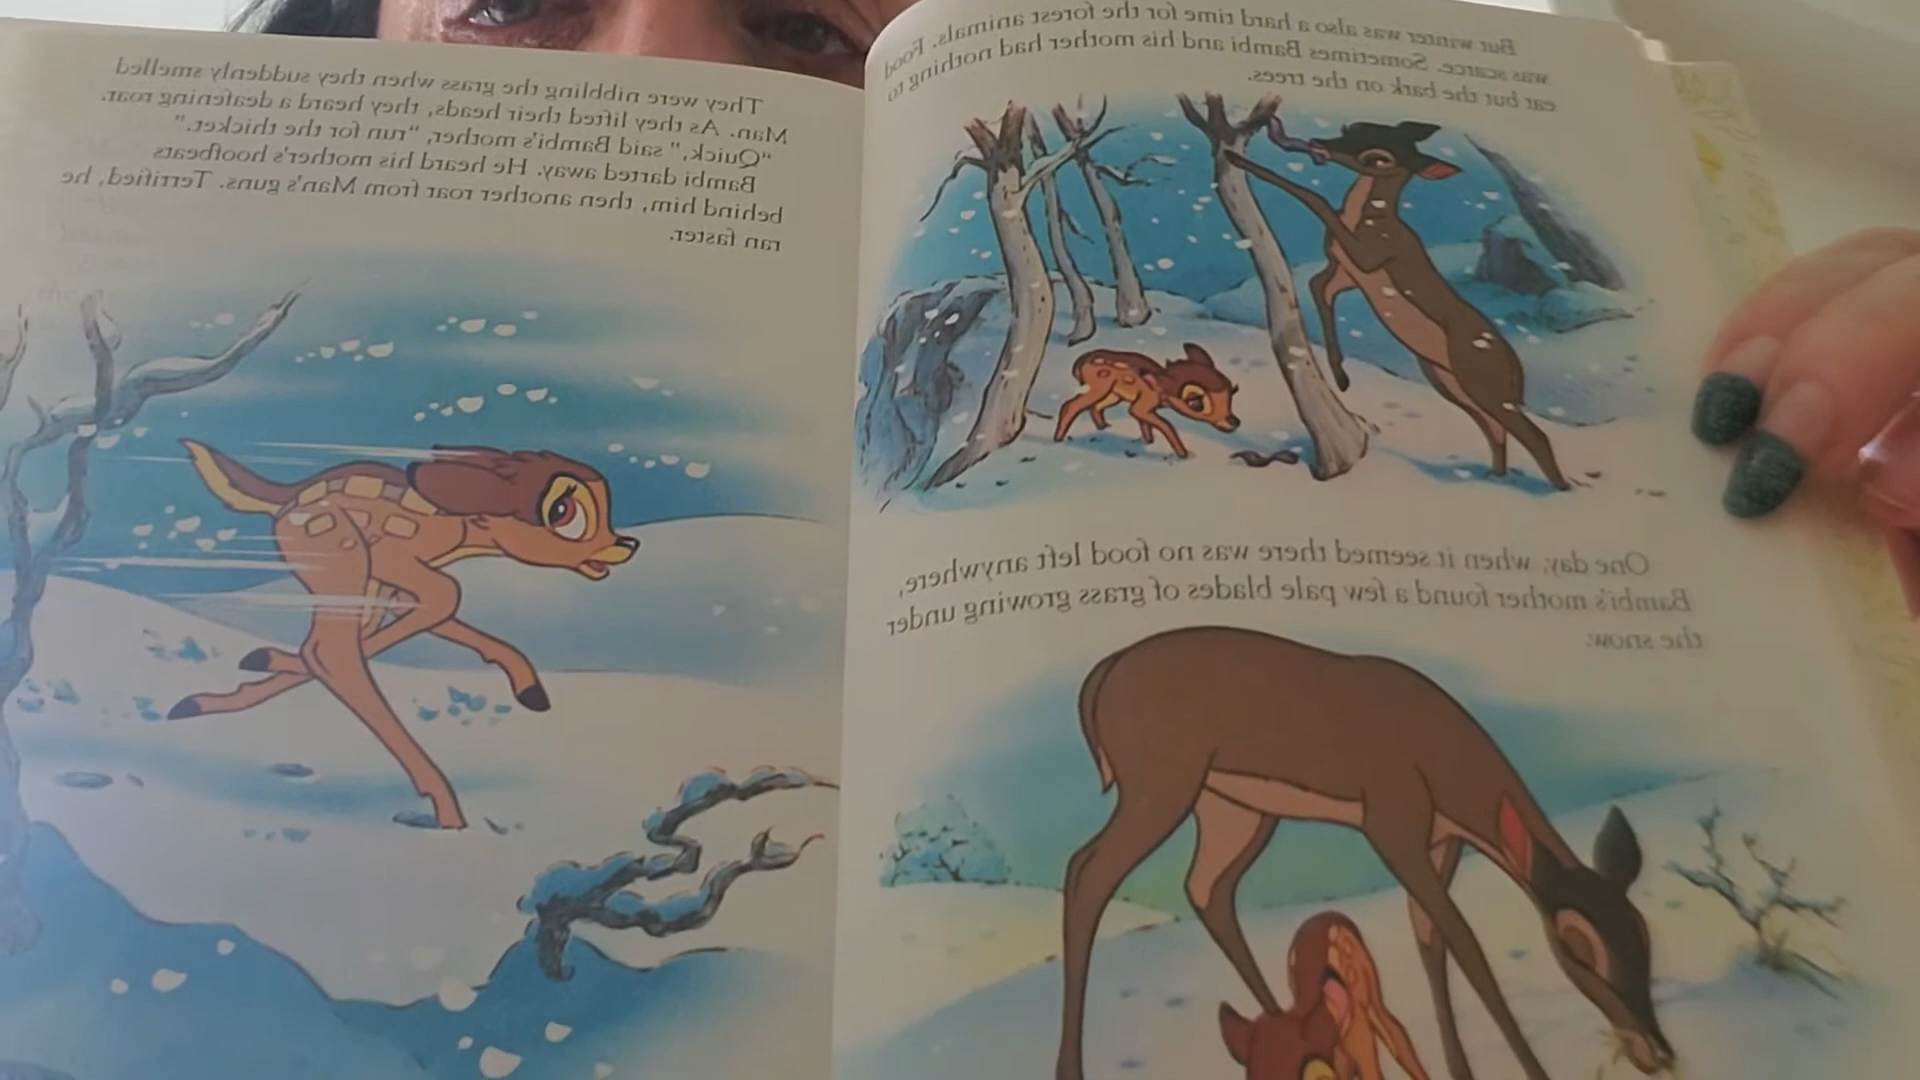 But winter was also a hard time for the forest animals. Food
was scarce. Sometimes Bambi and his mother had nothing to
eat but the bark on the trees.
One day, when it seemed there was no food left anywhere,
Bambi's mother found a few pale blades of grass growing under
the snow.
They were nibbling the grass when they suddenly smelled
Man. As they lifted their heads, they heard a deafening roar.
"Quick," said Bambi's mother, "run for the thicket."
Bambi darted away. He heard his mother's hoofbeats
behind him, then another roar from Man's guns. Terrified, he
ran faster.